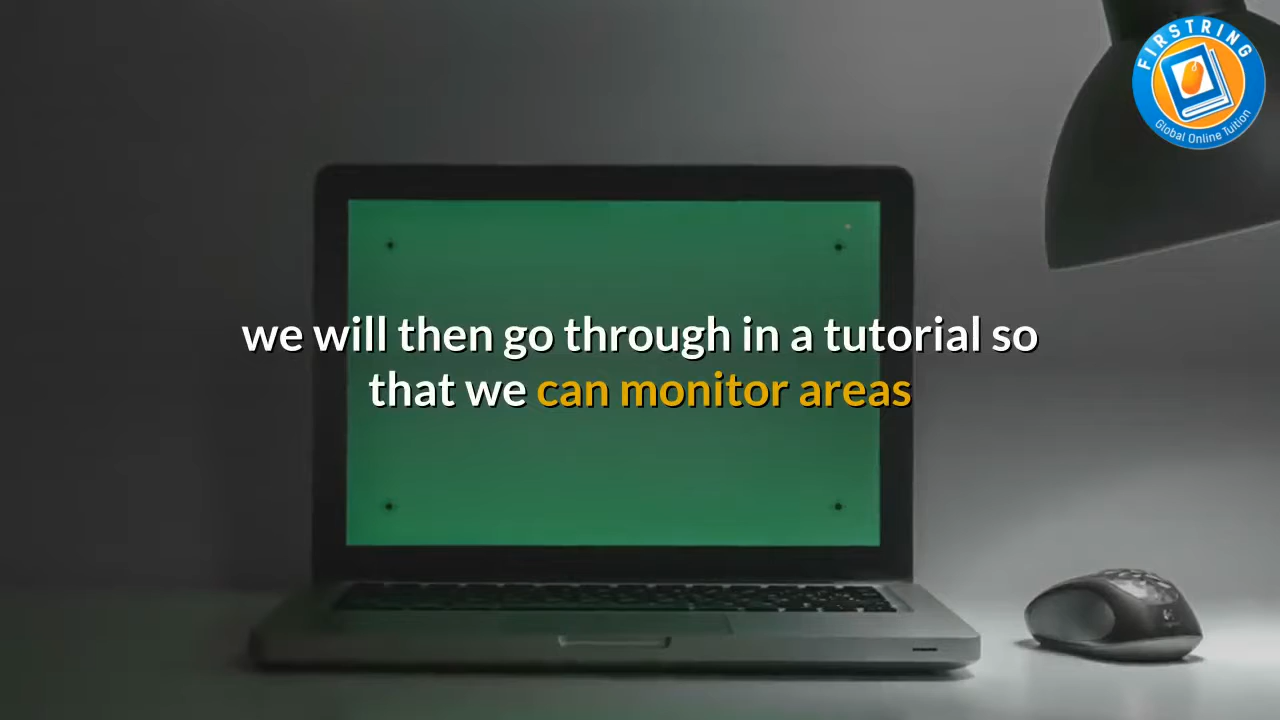 FIRSTRING
Global Online Tuition
we will then go through in a tutorial so
that we can monitor areas